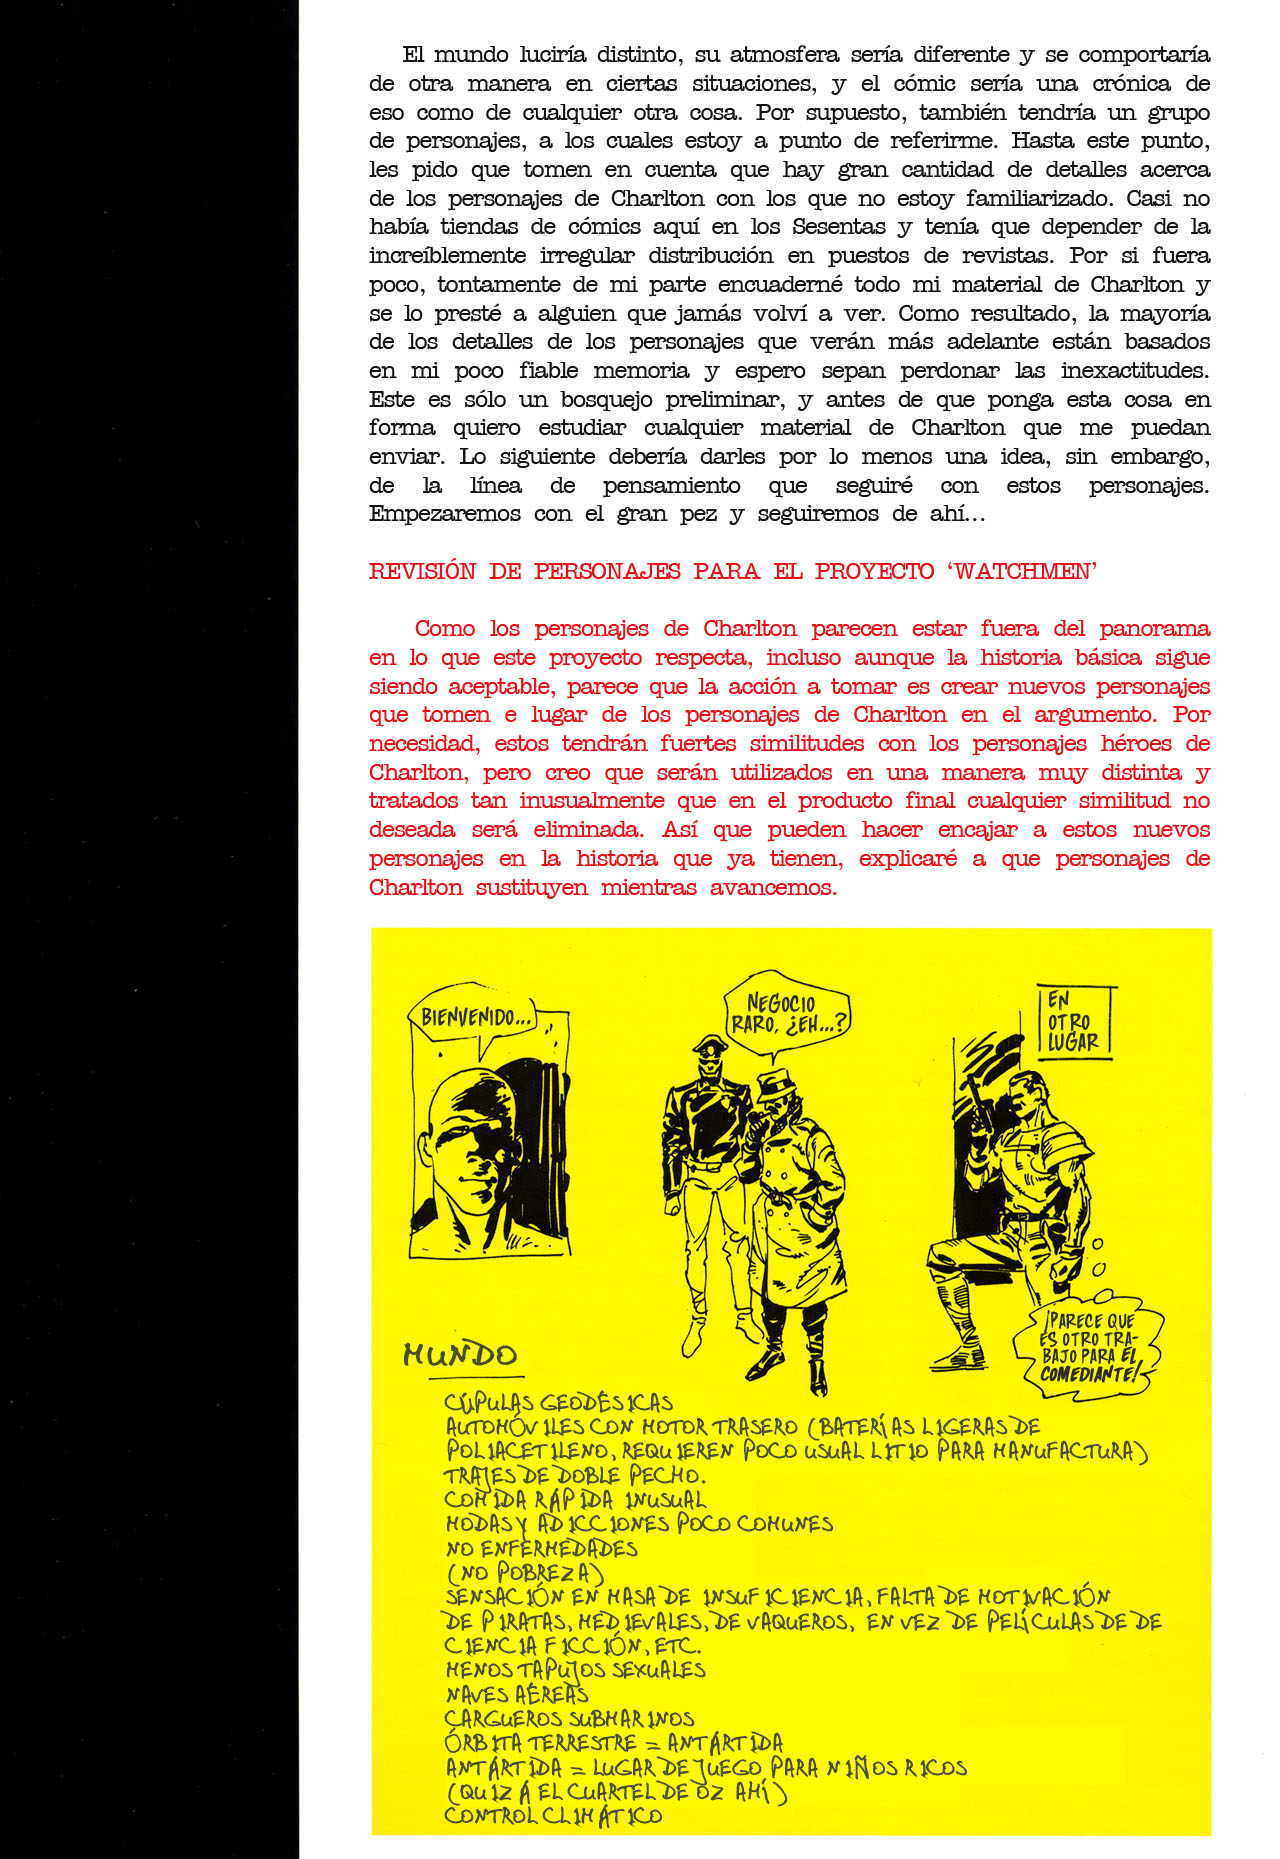 El mundo luciría distinto, su atmosfera sería diferente y se comportaría
de otra manera en ciertas situaciones, y el cómic sería una crónica de
eso como de cualquier otra cosa. Por supuesto, también tendría un grupo
de personajes, a los cuales estoy a punto de referirme. Hasta este punto,
les pido que tomen en cuenta que hay gran cantidad de detalles acerca
de los personajes de Charlton con los que no estoy familiarizado. Casi no
había tiendas de cómics aquí en los Sesentas y tenía que depender de la
increíblemente irregular distribución en puestos de revistas. Por si fuera
poco, tontamente de mi parte encuaderné todo mi material de Charlton y
se lo presté a alguien que jamás volví a ver. Como resultado, la mayoría
de los detalles de los personajes que verán más adelante están basados
en mi poco fiable memoria y espero sepan perdonar las inexactitudes.
Este es sólo un bosquejo preliminar, y antes de que ponga esta cosa en
forma quiero estudiar cualquier material de Charlton que me puedan
enviar. Lo siguiente debería darles por lo menos una idea, sin embargo,
de la línea de pensamiento que seguiré con estos personajes.
Empezaremos con el gran pez y seguiremos de ahí...
REVISIÓN DE PERSONAJES PARA EL PROYECTO ‘WATCHMEN’
Como los personajes de Charlton parecen estar fuera del panorama
en lo que este proyecto respecta, incluso aunque la historia básica sigue
siendo aceptable, parece que la acción a tomar es crear nuevos personajes
que tomen e lugar de los personajes de Charlton en el argumento. Por
necesidad, estos tendrán fuertes similitudes con los personajes héroes de
Charlton, pero creo que serán utilizados en una manera muy distinta y
tratados tan inusualmente que en el producto final cualquier similitud no
deseada será eliminada. Así que pueden hacer encajar a estos nuevos
personajes en la historia que ya tienen, explicaré a que personajes de
Charlton sustituyen mientras avancemos.
BIENVENIDO...
NEGOCIO
RARO, ¿EH...?
EN
OTRO
LUGAR
¡PARECE QUE
ES OTRO TRA-
BAJO PARA EL
COMEDIANTE!
MUNDO
CÚPULAS GEODÉSICAS
AUTOMÓVILES CON MOTOR TRASERO (BATERÍAS LIGERAS DE
POLIACETILENO, REQUIEREN POCO USUAL LITIO PARA MANUFACTURA)
TRAJES DE DOBLE PECHO.
COMIDA RÁPIDA INUSUAL
MODAS Y ADICCIONES POCO COMUNES
NO ENFERMEDADES
(NO POBREZA)
SENSACIÓN EN MASA DE INSUFICIENCIA, FALTA DE MOTIVACIÓN
DE PIRATAS, MEDIEVALES, DE VAQUEROS, EN VEZ DE PELÍCULAS DE DE
CIENCIA FICCIÓN, ETC.
MENOS TAPUJOS SEXUALES
NAVES AÉREAS
CARGUEROS SUBMARINOS
ÓRBITA TERRESTRE = ANTÁRTIDA
ANTÁRTIDA = LUGAR DE JUEGO PARA NIÑOS RICOS
(QUIZÁ EL CUARTEL DE OZ AHÍ)
CONTROL CLIMÁTICO